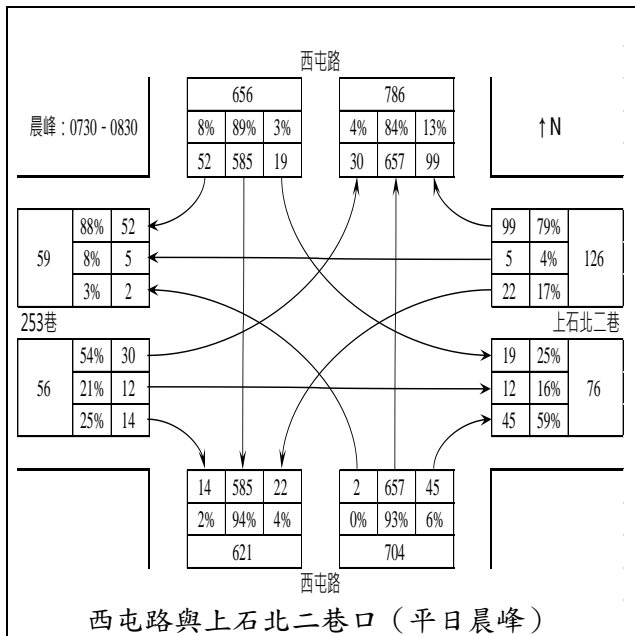 西屯路
656 786
晨峰：0730 - 0830 8% 89% 3% 4% 84% 13% ↑N
52 585 19 30 657 99
88% 52 99 79%
59 8% 5 5 4% 126
3% 2 22 17%
253巷 上石北二巷
54% 30 19 25%
56 21% 12 12 16% 76
25% 14 45 59%
14 585 22 2 657 45
2% 94% 4% 0% 93% 6%
621 704
西屯路
西屯路與上石北二巷口（平日晨峰）